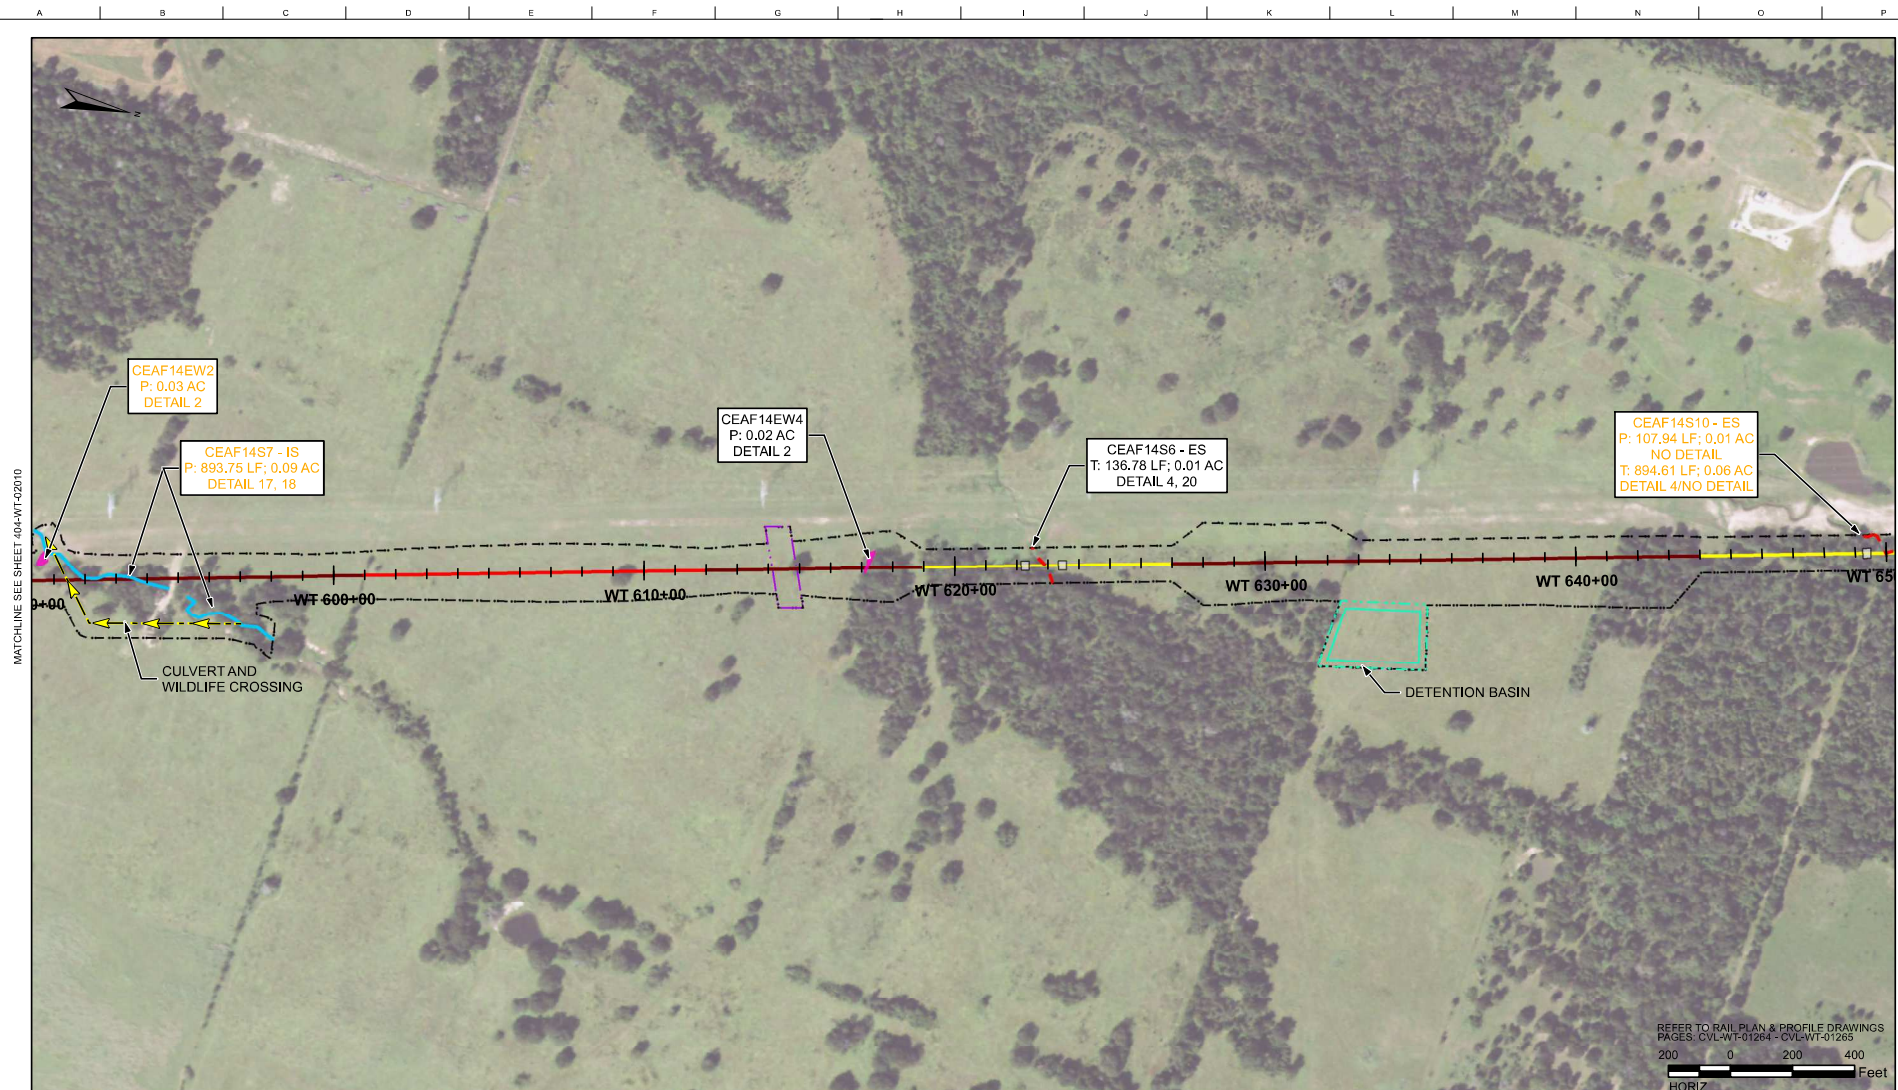 A B C D E F G H I J K L M N O P
N
MATCHLINE SEE SHEET 404-WT-02010
CEAF14EW2
P: 0.03 AC
DETAIL 2
CEAF14S7 - IS
P: 893.75 LF; 0.09 AC
DETAIL 17, 18
CEAF14EW4
P: 0.02 AC
DETAIL 2
CEAF14S6 - ES
T: 136.78 LF; 0.01 AC
DETAIL 4, 20
CEAF14S10 - ES
P: 107.94 LF; 0.01 AC
NO DETAIL
T: 894.61 LF; 0.06 AC
DETAIL 4/NO DETAIL
0+00
WT 600+00
WT 610+00
WT 620+00
WT 630+00
WT 640+00
WT 65
CULVERT AND
WILDLIFE CROSSING
DETENTION BASIN
REFER TO RAIL PLAN & PROFILE DRAWINGS
PAGES: CVL-WT-01264 - CVL-WT-01265
200 0 200 400
Feet
HORIZ